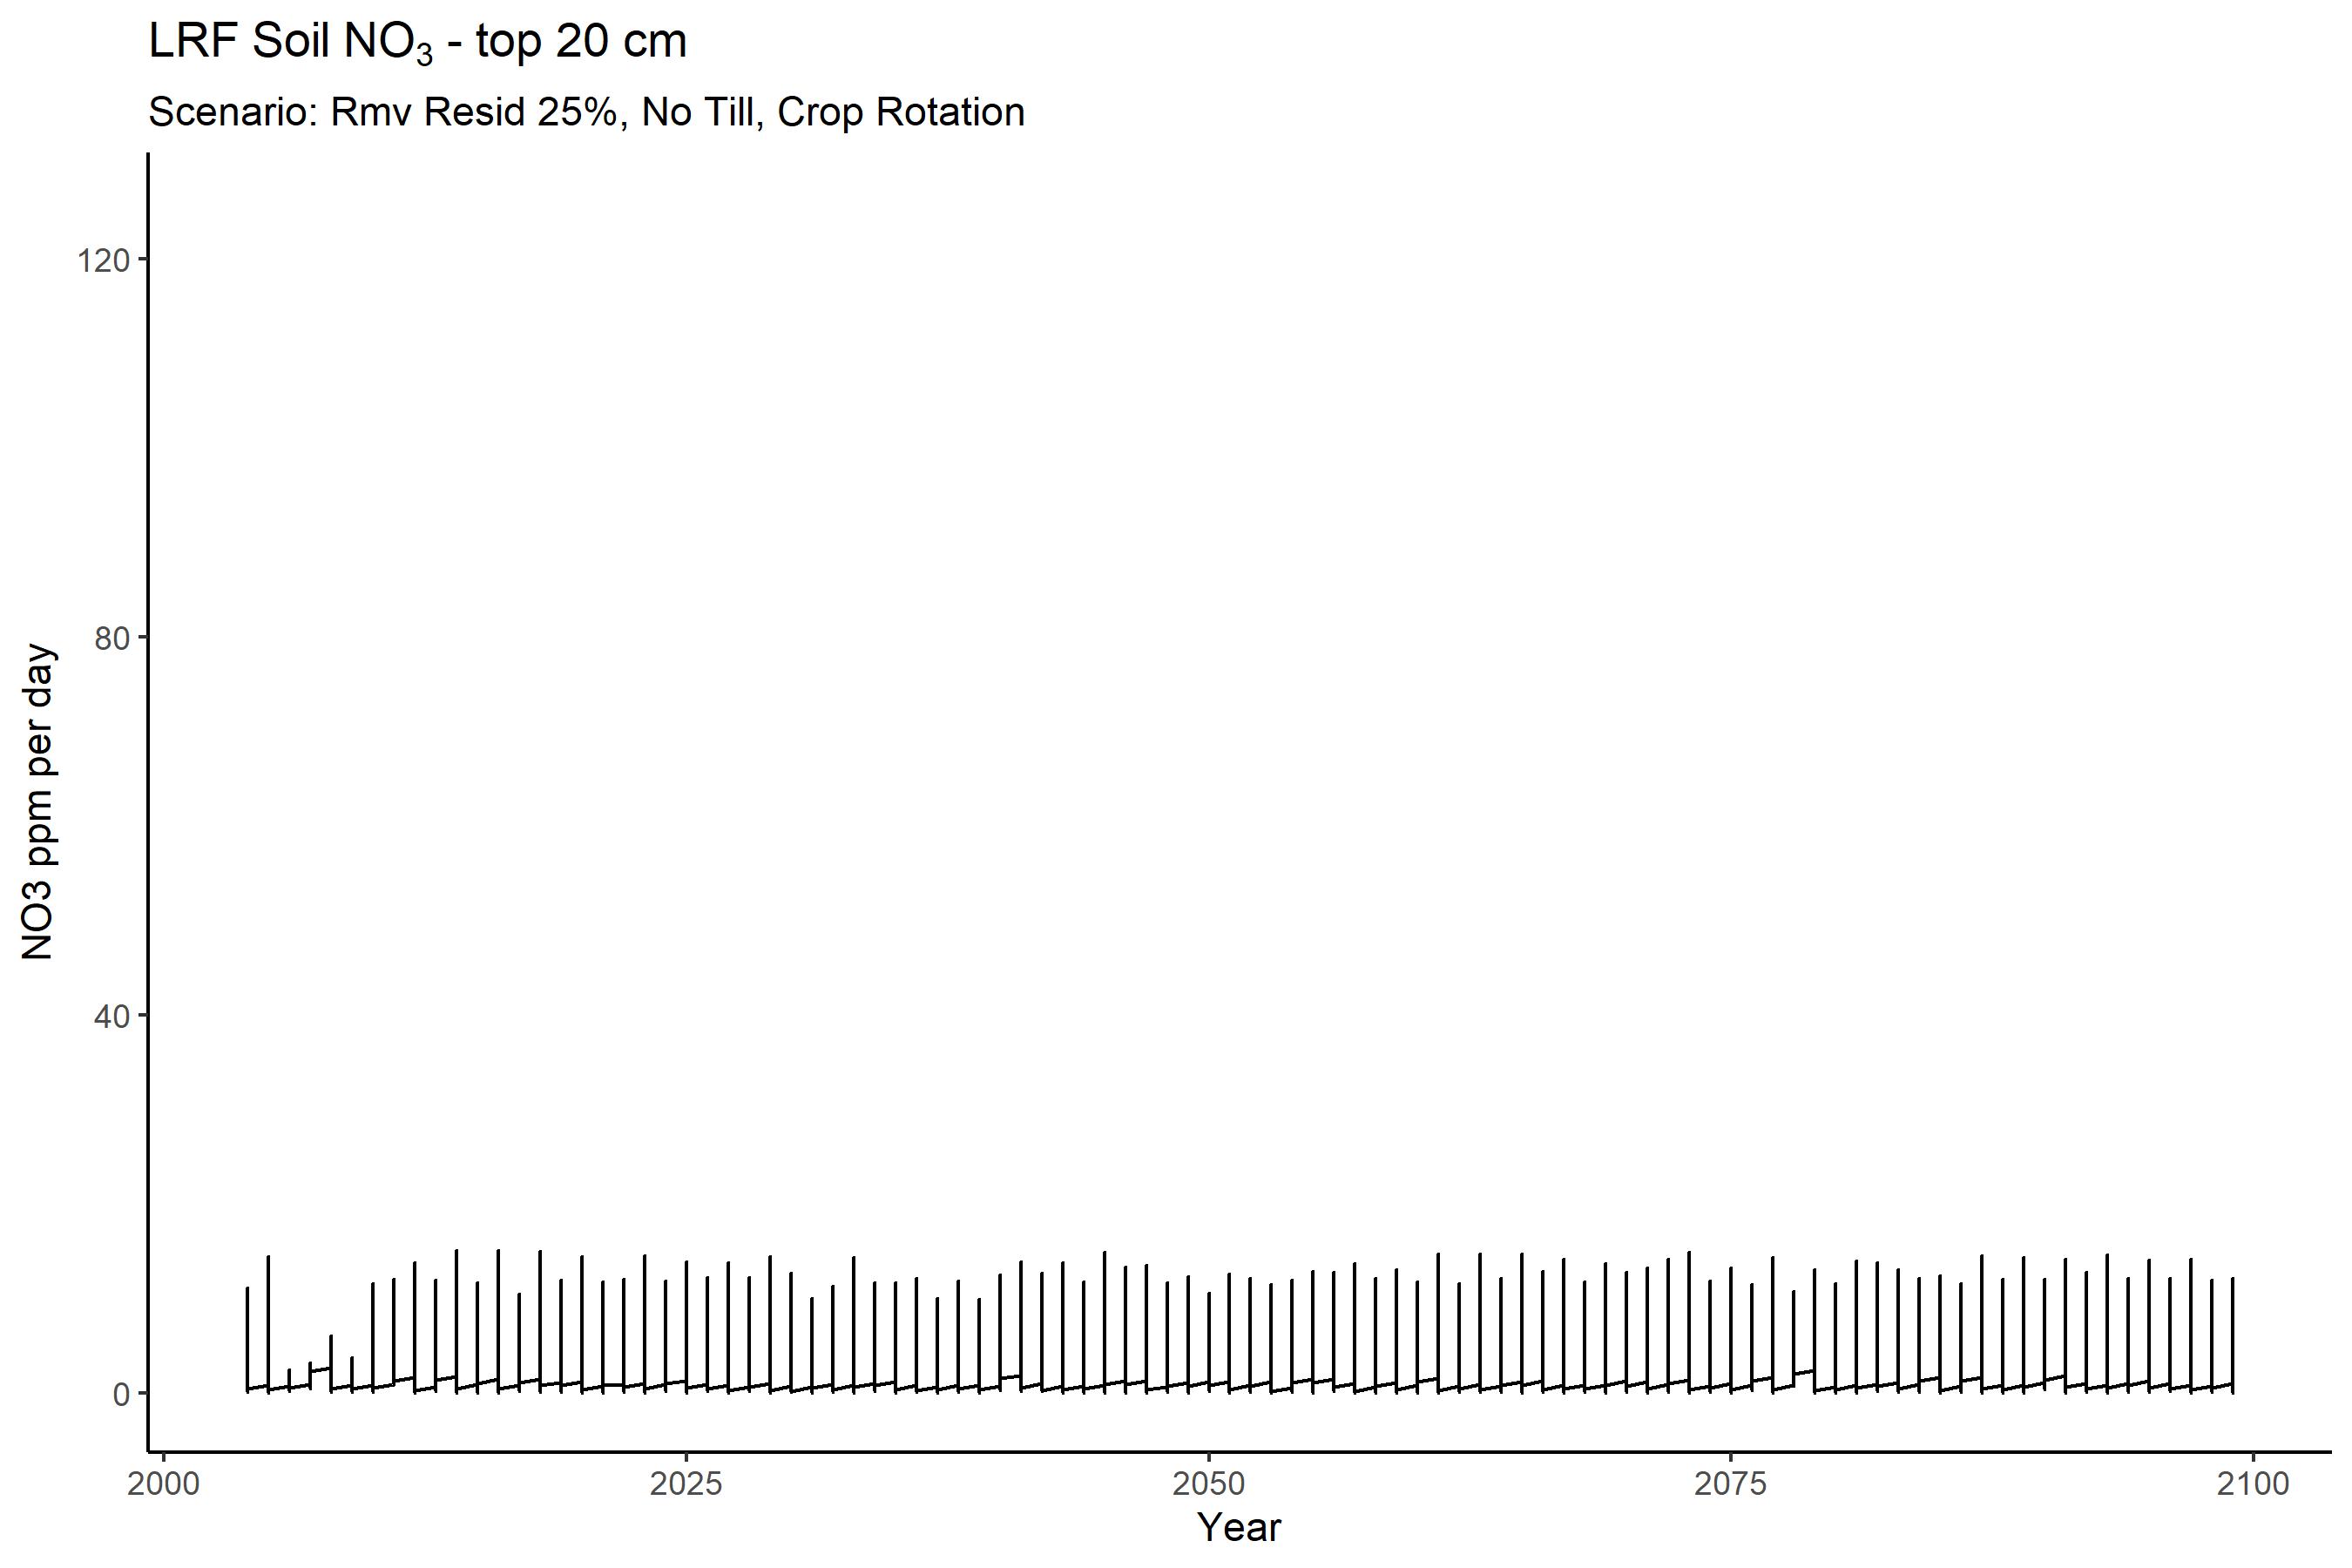 LRF Soil NO₃ - top 20 cm
Scenario: Rmv Resid 25%, No Till, Crop Rotation
120
80
40
0
NO3 ppm per day
2000 2025 2050 2075 2100
Year